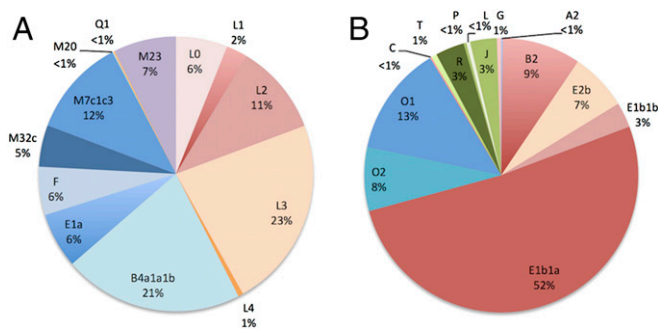 A
Q1
<1%
M20
<1%
M23
7%
L0
6%
L1
2%
L2
11%
L3
23%
L4
1%
B4a1a1b
21%
E1a
6%
F
6%
M32c
5%
M7c1c3
12%
B
T
1%
C
<1%
P
<1%
L
<1%
G
1%
A2
<1%
R
3%
J
3%
B2
9%
E2b
7%
E1b1b
3%
E1b1a
52%
O2
8%
O1
13%